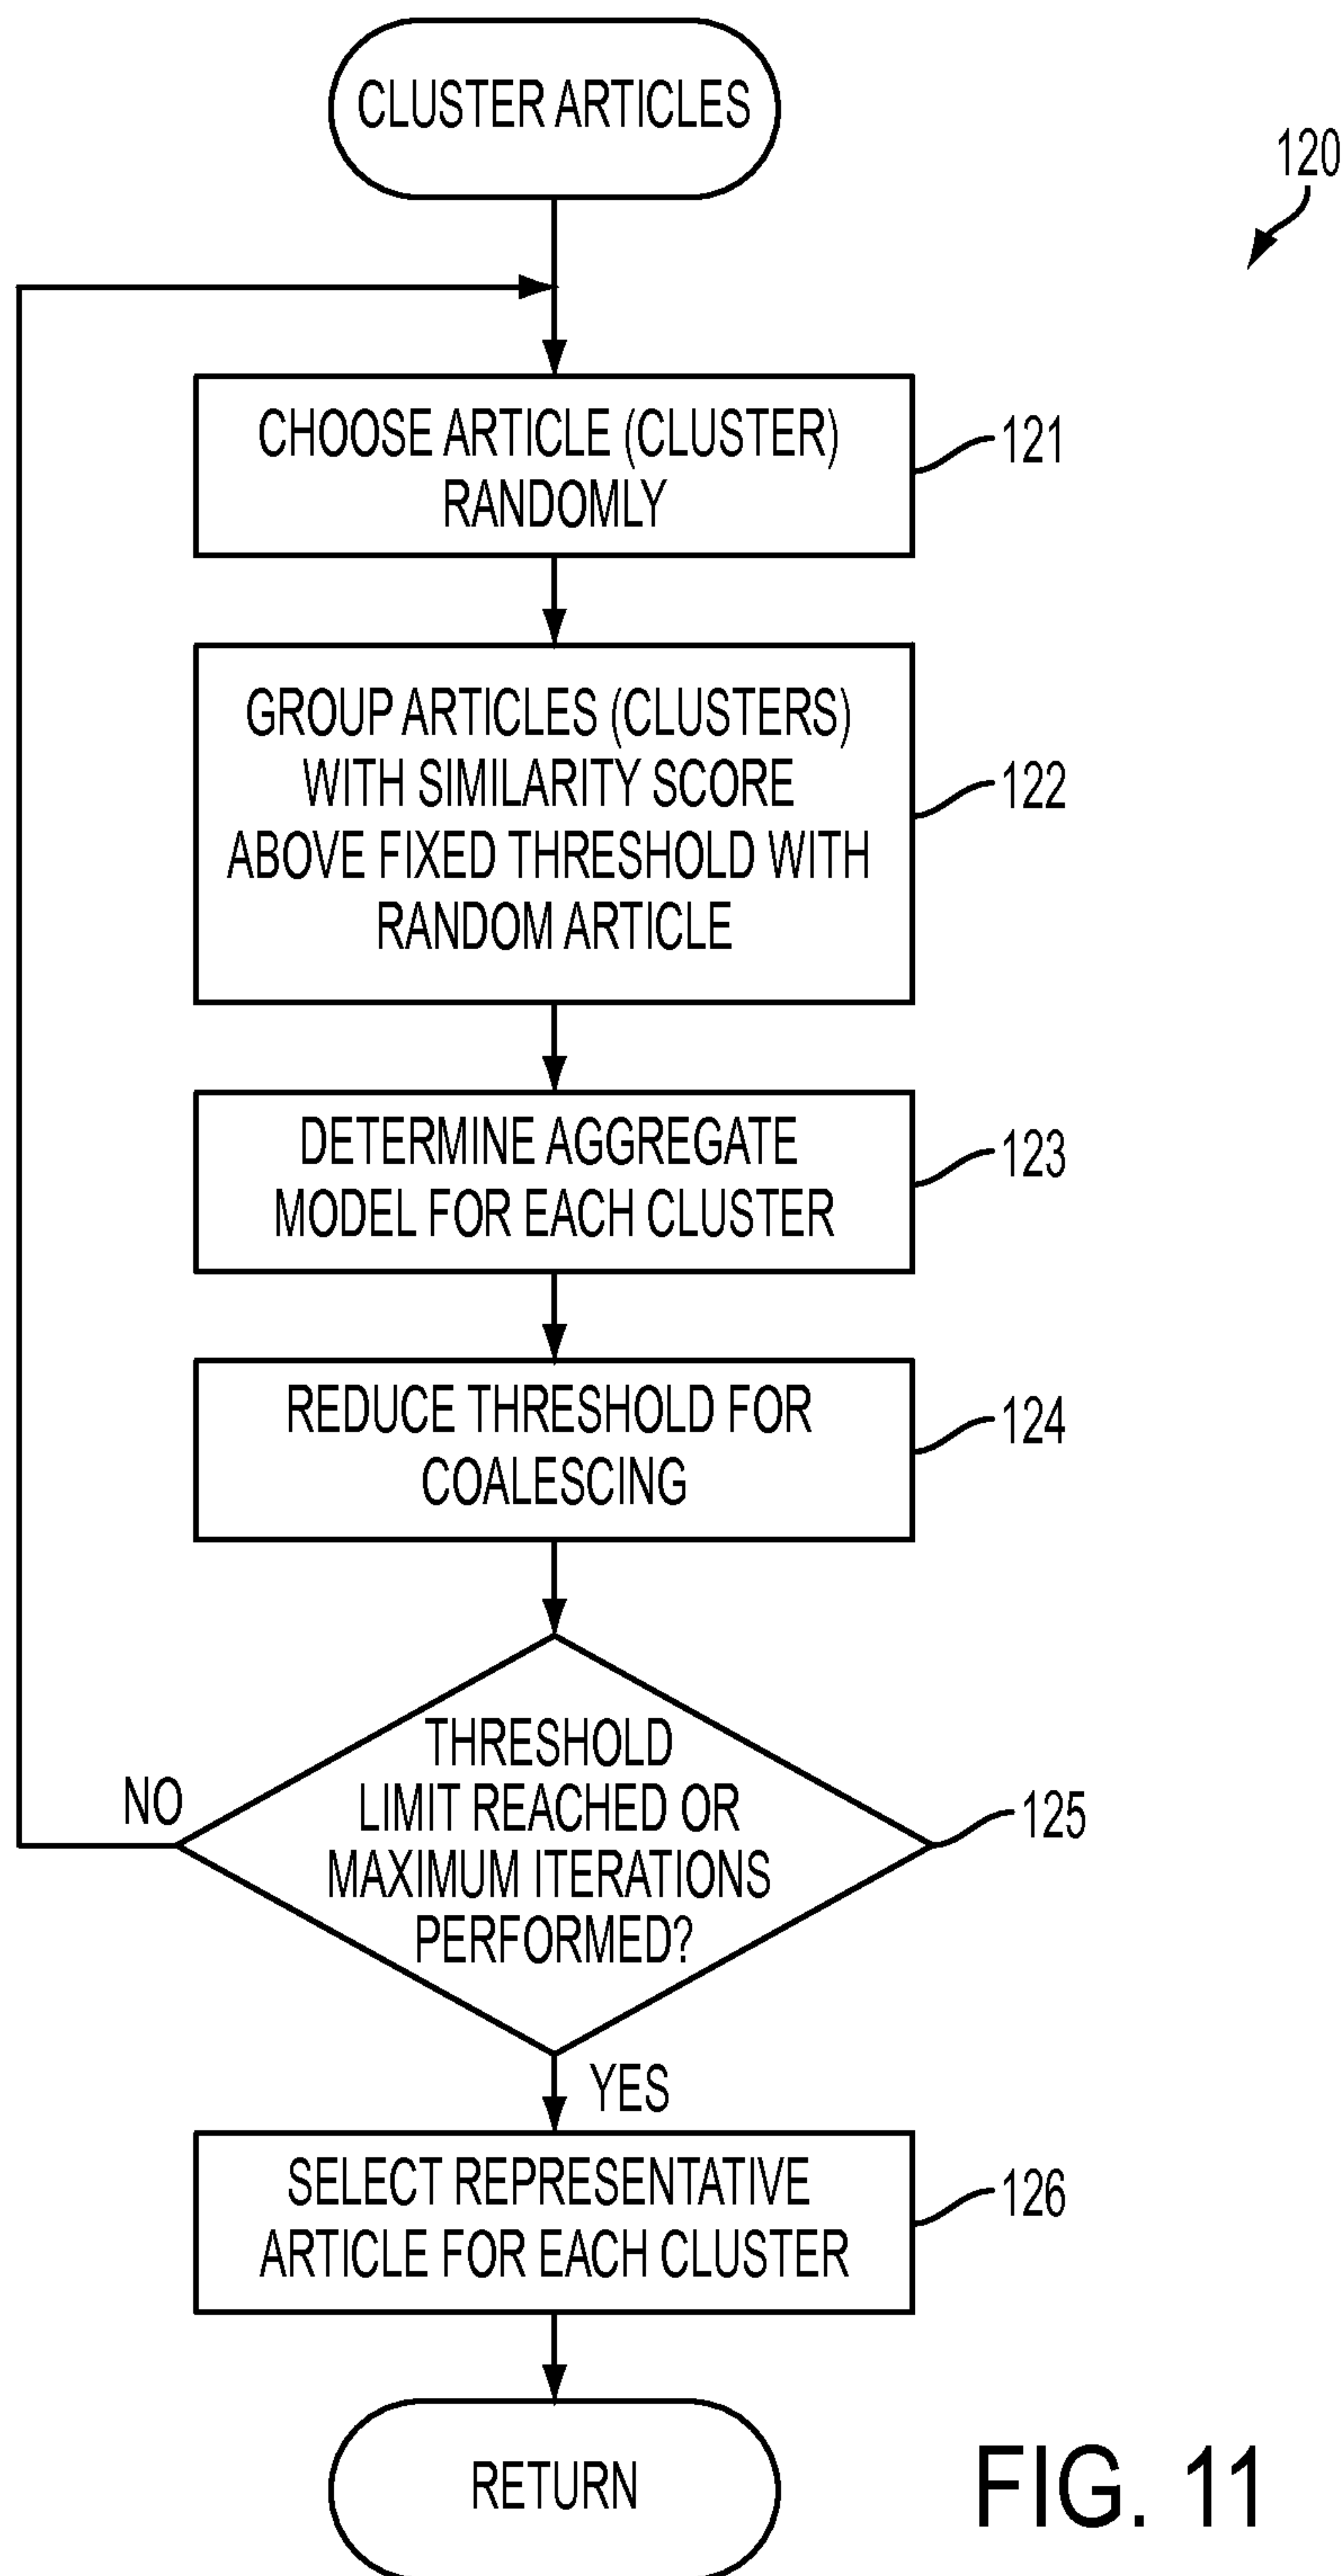 CLUSTER ARTICLES
120
CHOOSE ARTICLE (CLUSTER)
RANDOMLY
121
GROUP ARTICLES (CLUSTERS)
WITH SIMILARITY SCORE
ABOVE FIXED THRESHOLD WITH
RANDOM ARTICLE
122
DETERMINE AGGREGATE
MODEL FOR EACH CLUSTER
123
REDUCE THRESHOLD FOR
COALESCING
124
THRESHOLD
LIMIT REACHED OR
MAXIMUM ITERATIONS
PERFORMED?
125
NO
YES
SELECT REPRESENTATIVE
ARTICLE FOR EACH CLUSTER
126
RETURN
FIG. 11